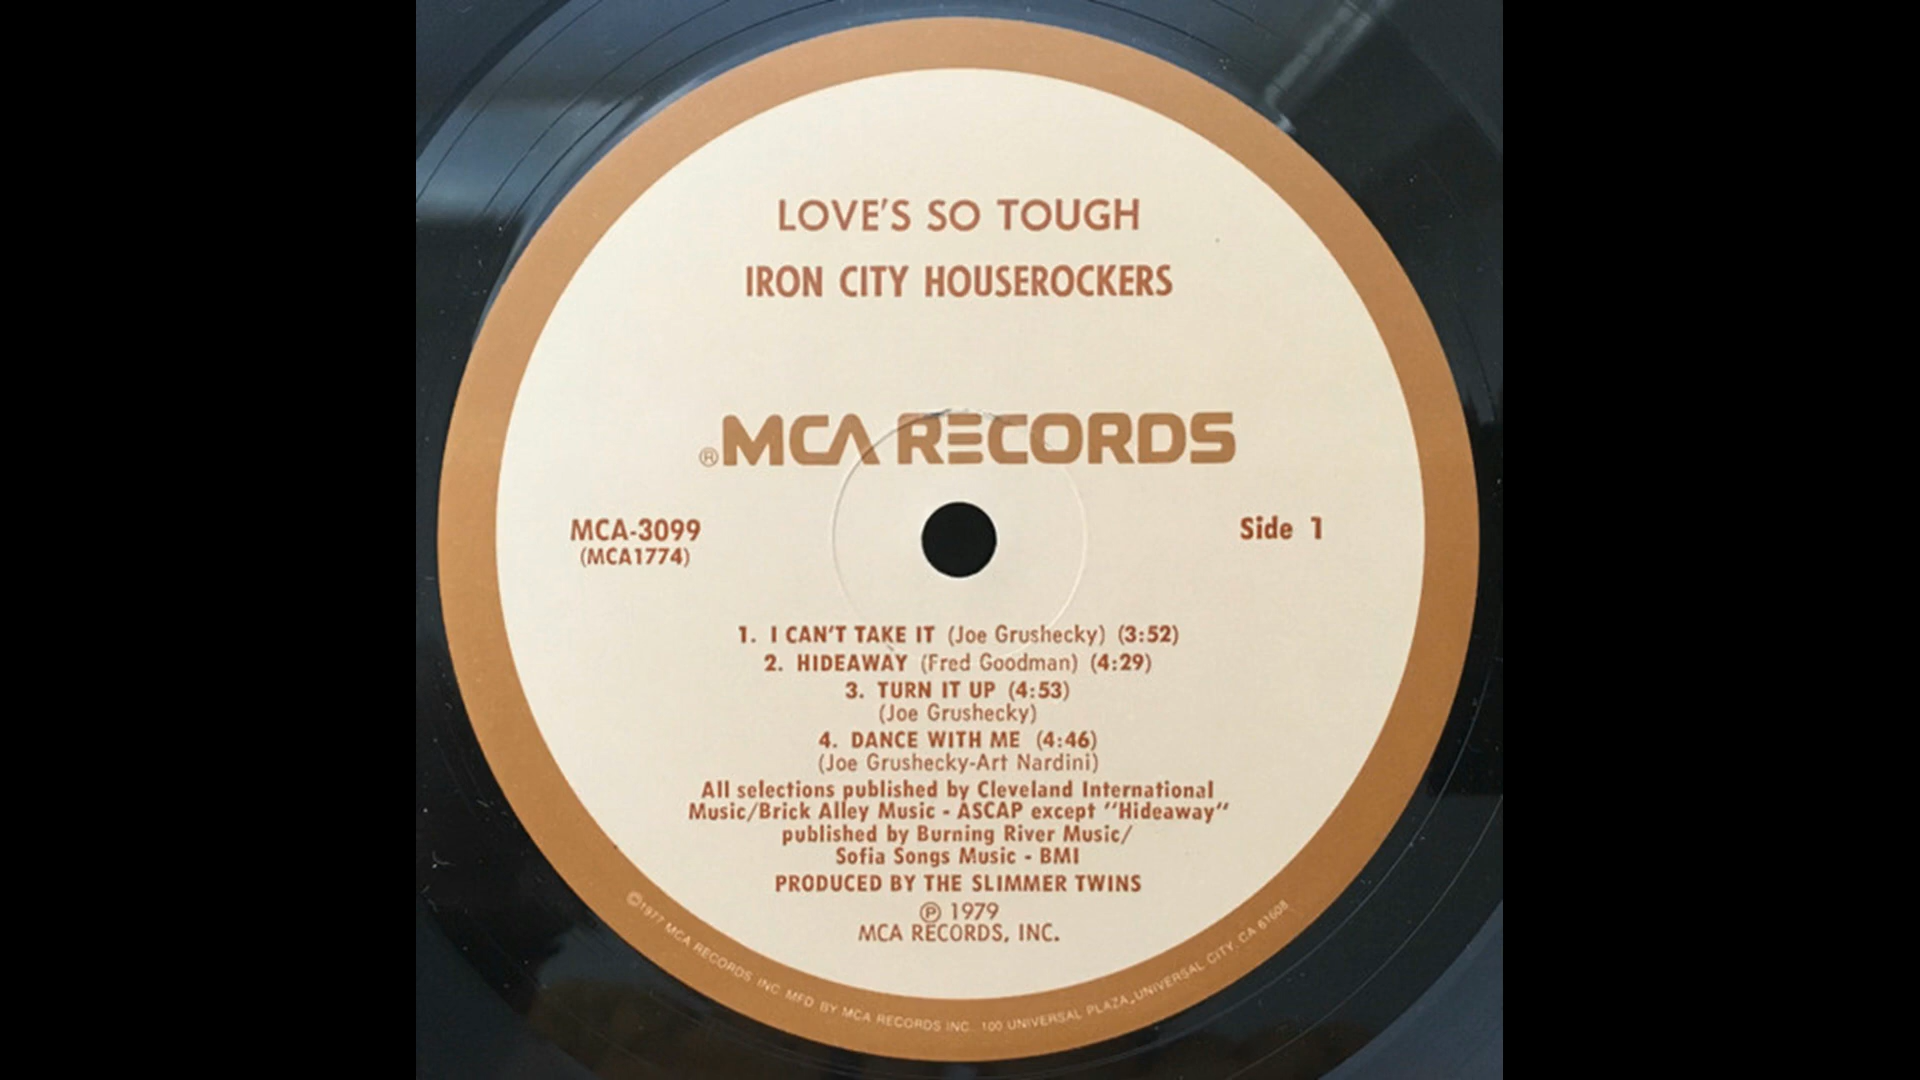 LOVE'S SO TOUGH
IRON CITY HOUSEROCKERS
®MCA RECORDS
MCA-3099
(MCA1774)
Side 1
1. I CAN'T TAKE IT (Joe Grushecky) (3:52)
2. HIDEAWAY (Fred Goodman) (4:29)
3. TURN IT UP (4:53)
(Joe Grushecky)
4. DANCE WITH ME (4:46)
(Joe Grushecky-Art Nardini)
All selections published by Cleveland International
Music/Brick Alley Music - ASCAP except "Hideaway"
published by Burning River Music/
Sofia Songs Music - BMI
PRODUCED BY THE SLIMMER TWINS
℗ 1979
MCA RECORDS, INC.
©1977 MCA RECORDS, INC. MFD BY MCA RECORDS INC. 100 UNIVERSAL PLAZA, UNIVERSAL CITY, CA 61608